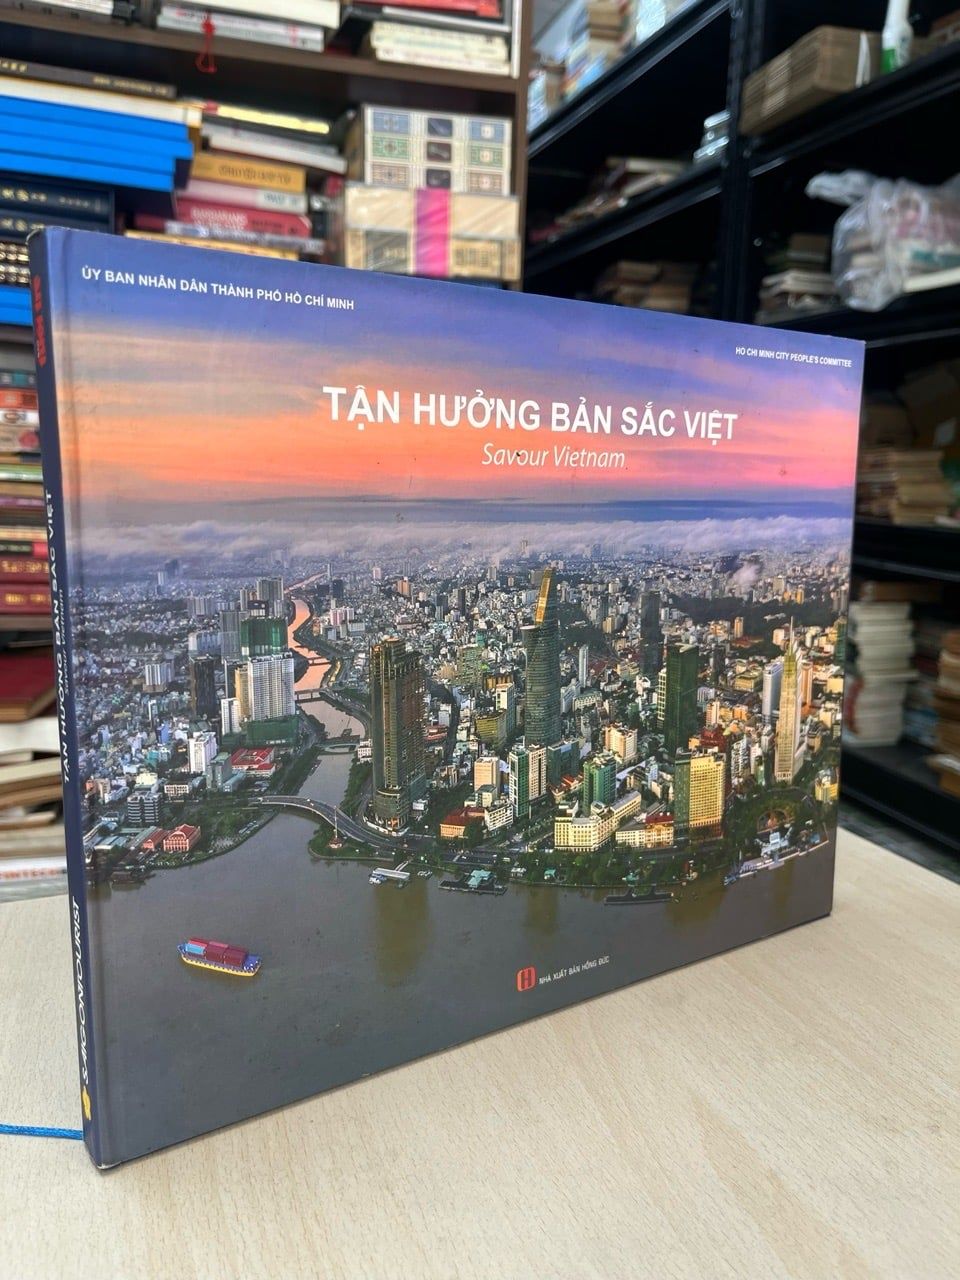 ỦY BAN NHÂN DÂN THÀNH PHỐ HỒ CHÍ MINH
HO CHI MINH CITY PEOPLE'S COMMITTEE
TẬN HƯỞNG BẢN SẮC VIỆT
Savour Vietnam
NHÀ XUẤT BẢN HỒNG ĐỨC
TẬN HƯỞNG BẢN SẮC VIỆT
SAIGONTOURIST